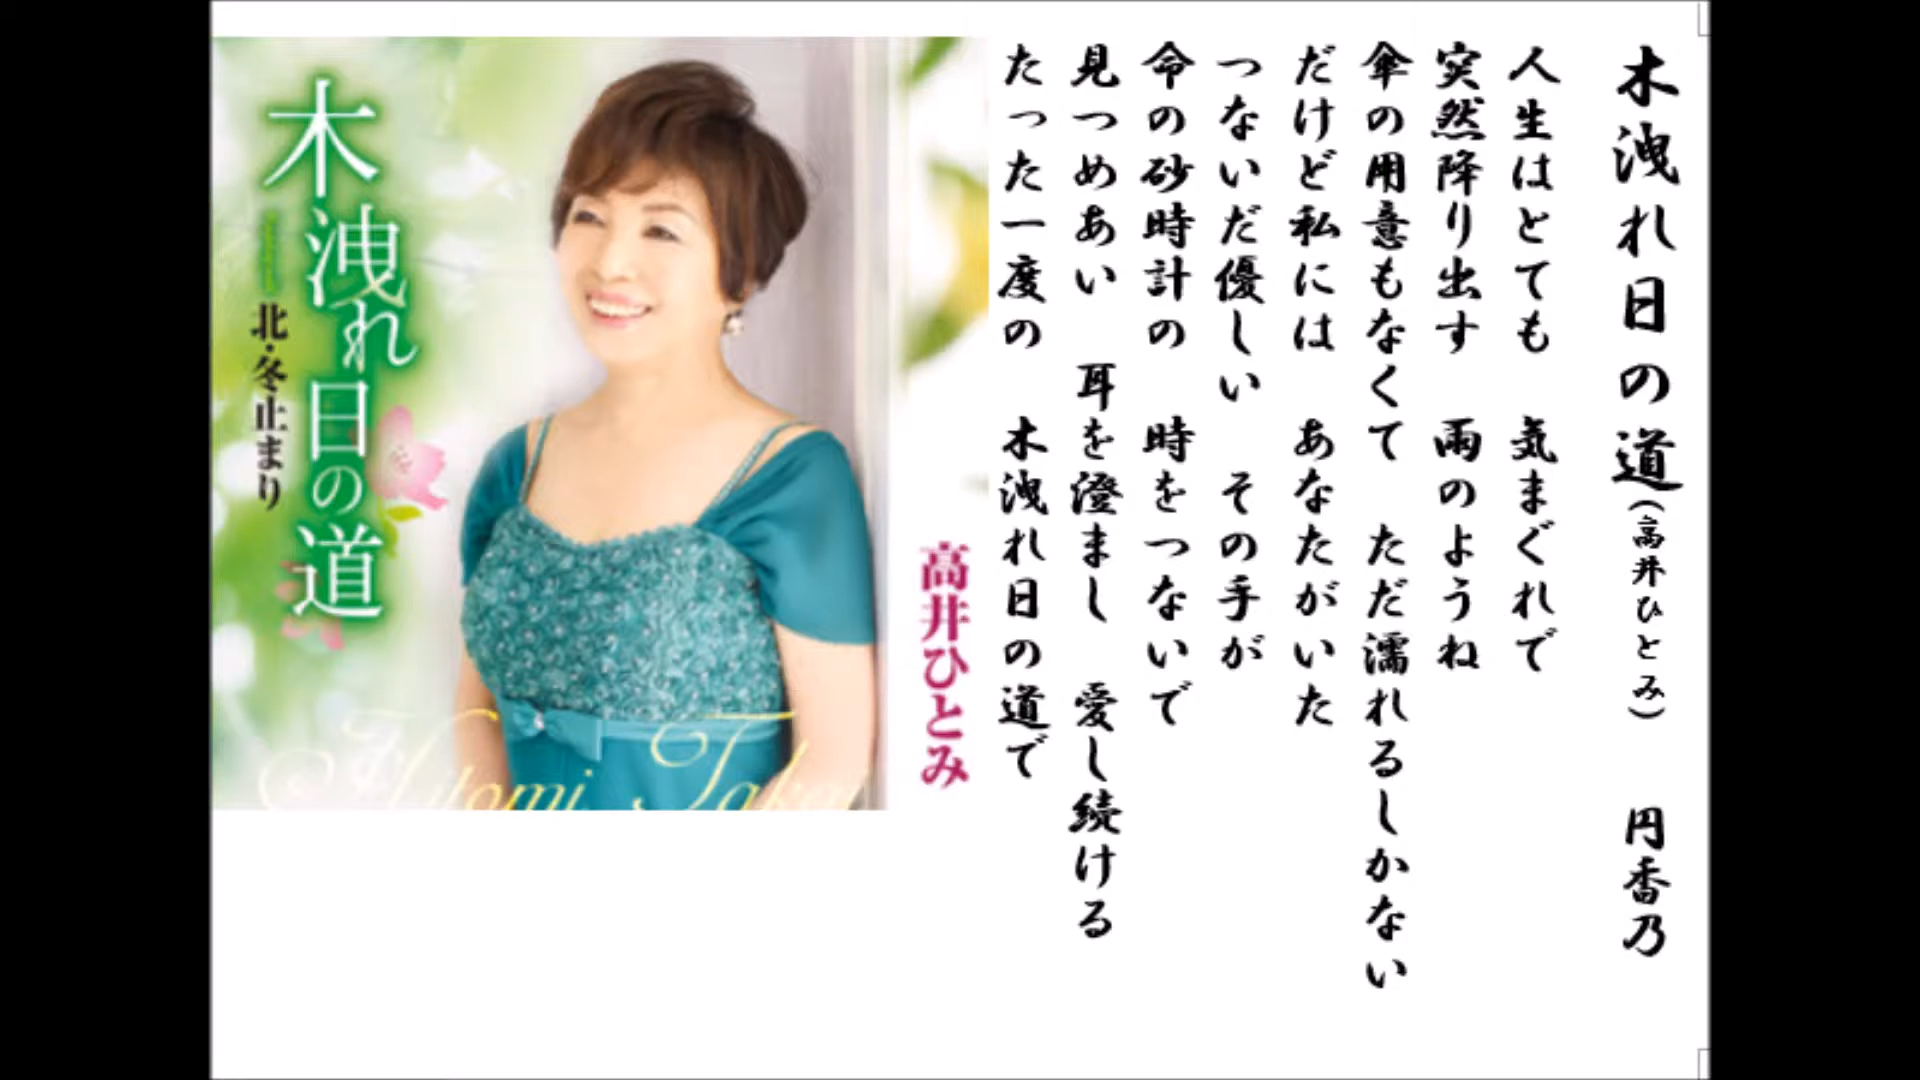 木洩れ日の道(高井ひとみ) 円香乃
人生はとても 気まぐれで
突然降り出す 雨のようね
傘の用意もなくて ただ濡れるしかない
だけど私には あなたがいた
つないだ優しい その手が
命の砂時計の 時をつないで
見つめあい 耳を澄まし 愛し続ける
たった一度の 木洩れ日の道で
木洩れ日の道
北・冬止まり
高井ひとみ
Hitomi Takai